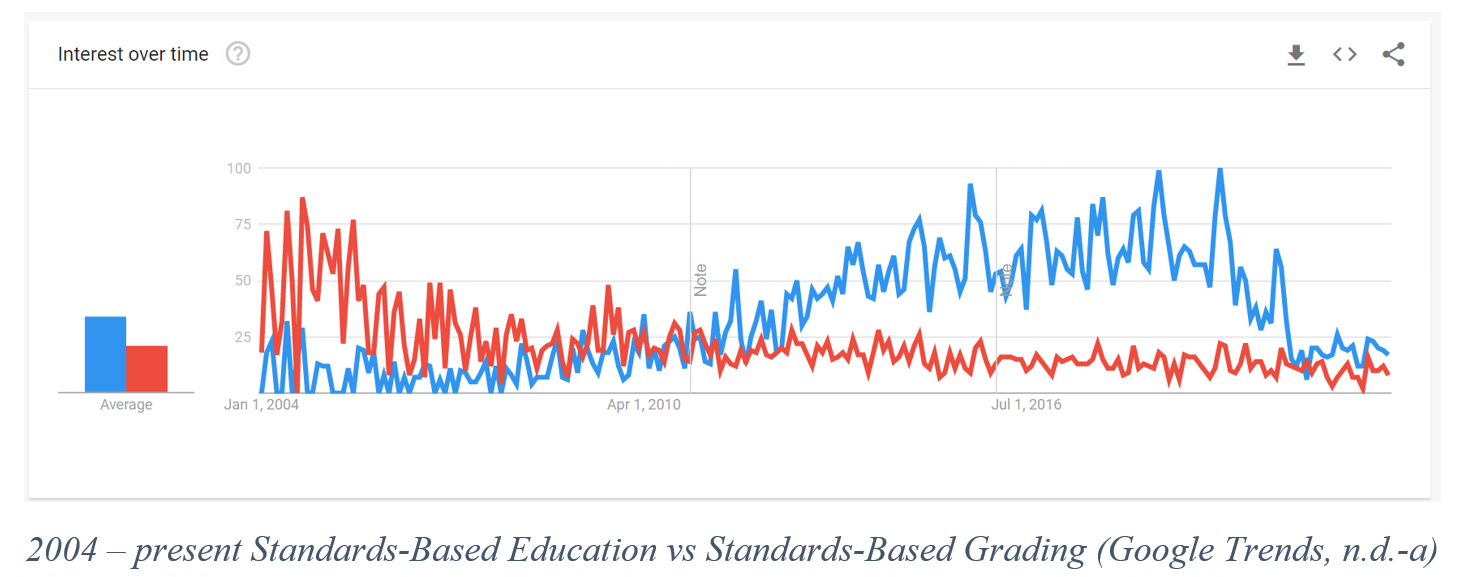 Interest over time ?
100
75
50
25
Note
Note
Average
Jan 1, 2004
Apr 1, 2010
Jul 1, 2016
2004 – present Standards-Based Education vs Standards-Based Grading (Google Trends, n.d.-a)